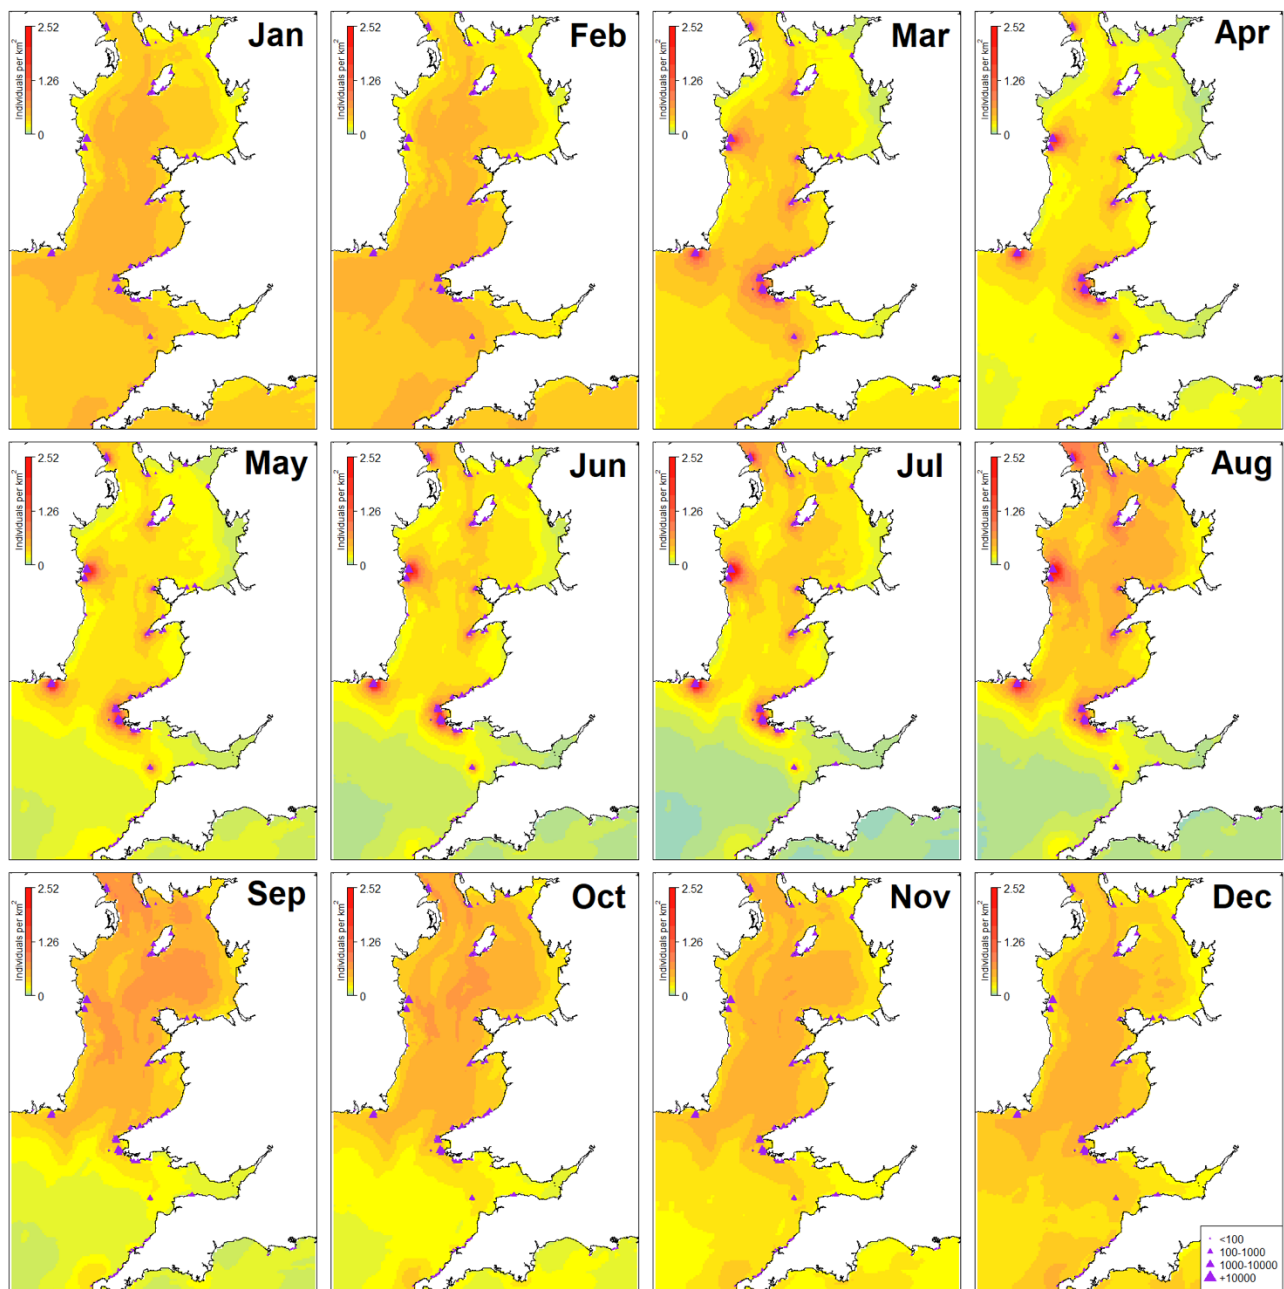 Jan
2.52
1.26
0
Individuals per km²
Feb
2.52
1.26
0
Individuals per km²
Mar
2.52
1.26
0
Individuals per km²
Apr
2.52
1.26
0
Individuals per km²
May
2.52
1.26
0
Individuals per km²
Jun
2.52
1.26
0
Individuals per km²
Jul
2.52
1.26
0
Individuals per km²
Aug
2.52
1.26
0
Individuals per km²
Sep
2.52
1.26
0
Individuals per km²
Oct
2.52
1.26
0
Individuals per km²
Nov
2.52
1.26
0
Individuals per km²
Dec
2.52
1.26
0
Individuals per km²
<100
100-1000
1000-10000
+10000